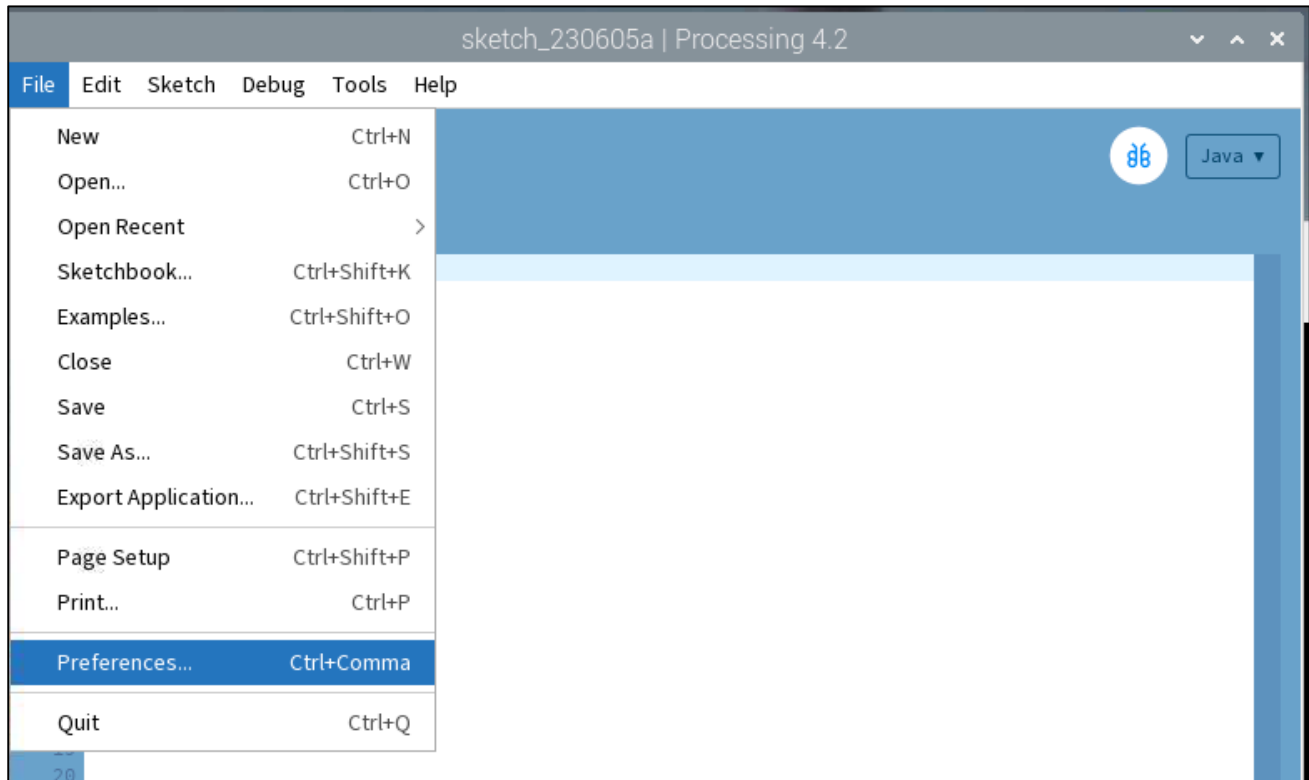 sketch_230605a | Processing 4.2
File Edit Sketch Debug Tools Help
New Ctrl+N
Open... Ctrl+O
Java ▾
Open Recent >
Sketchbook... Ctrl+Shift+K
Examples... Ctrl+Shift+O
Close Ctrl+W
Save Ctrl+S
Save As... Ctrl+Shift+S
Export Application... Ctrl+Shift+E
Page Setup Ctrl+Shift+P
Print... Ctrl+P
Preferences... Ctrl+Comma
Quit Ctrl+Q
20